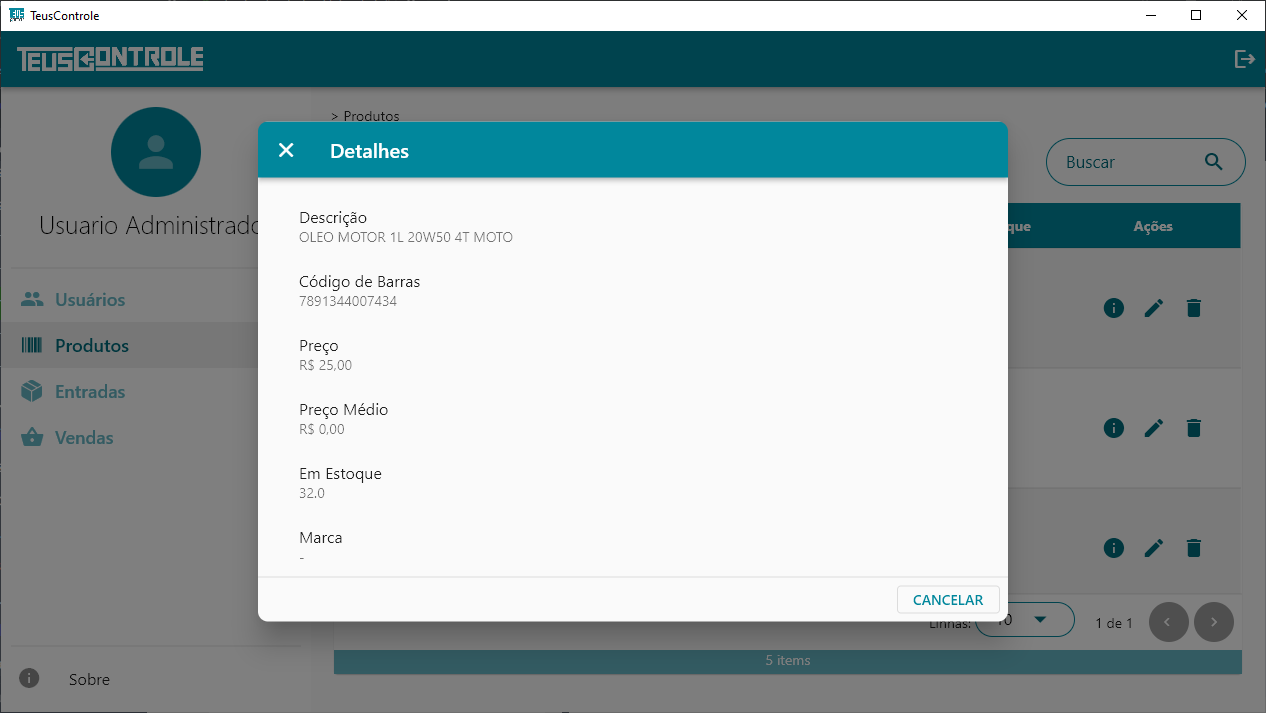 TeusControle
TEUSCONTROLE
> Produtos
Usuario Administrado
Buscar
que
Ações
Usuários
Produtos
Entradas
Vendas
Sobre
Detalhes
Descrição
OLEO MOTOR 1L 20W50 4T MOTO
Código de Barras
7891344007434
Preço
R$ 25,00
Preço Médio
R$ 0,00
Em Estoque
32.0
Marca
-
CANCELAR
Linhas:
10
1 de 1
5 items